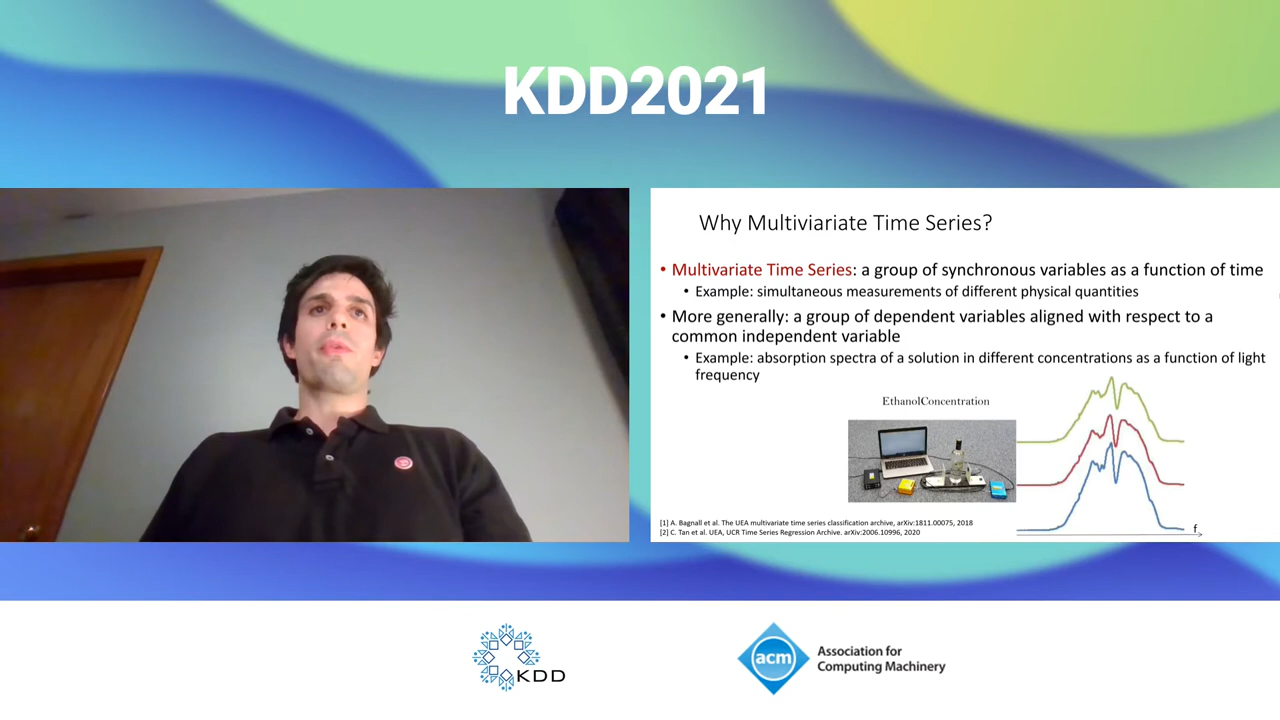 KDD2021
Why Multiviariate Time Series?
• Multivariate Time Series: a group of synchronous variables as a function of time
• Example: simultaneous measurements of different physical quantities
• More generally: a group of dependent variables aligned with respect to a
common independent variable
• Example: absorption spectra of a solution in different concentrations as a function of light
frequency
EthanolConcentration
f
[1] A. Bagnall et al. The UEA multivariate time series classification archive, arXiv:1811.00075, 2018
[2] C. Tan et al. UEA, UCR Time Series Regression Archive. arXiv:2006.10996, 2020
KDD
acm
Association for
Computing Machinery